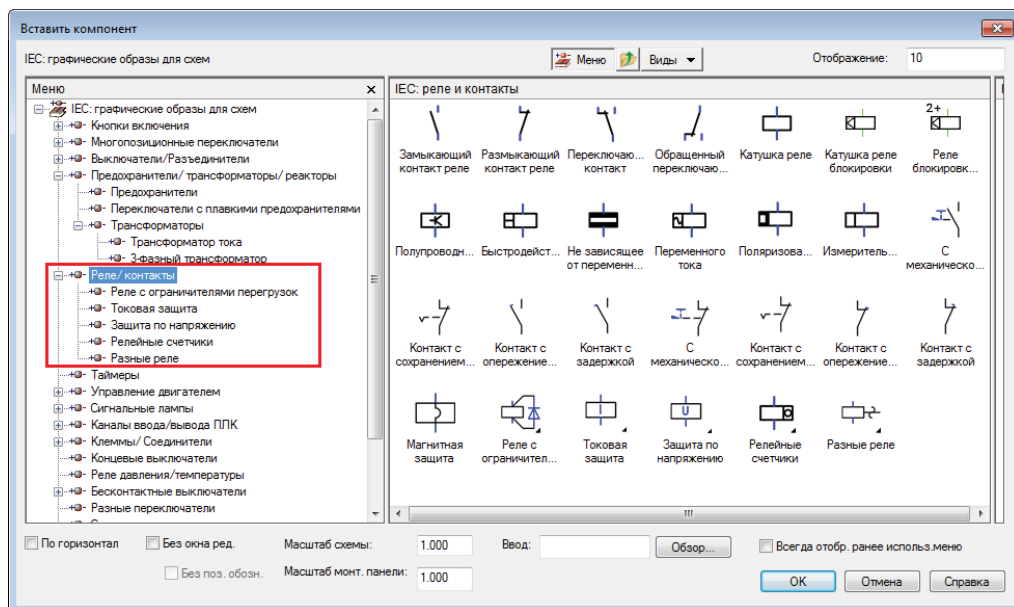 Вставить компонент
IEC: графические образы для схем
Меню
Виды
Отображение:
10
Меню
x
IEC: графические образы для схем
Кнопки включения
Многопозиционные переключатели
Выключатели/Разъединители
Предохранители/ трансформаторы/ реакторы
Предохранители
Переключатели с плавкими предохранителями
Трансформаторы
Трансформатор тока
3-фазный трансформатор
Реле/контакты
Реле с ограничителями перегрузок
Токовая защита
Защита по напряжению
Релейные счетчики
Разные реле
Таймеры
Управление двигателем
Сигнальные лампы
Каналы ввода/вывода ПЛК
Клеммы/ Соединители
Концевые выключатели
Реле давления/температуры
Бесконтактные выключатели
Разные переключатели
IEC: реле и контакты
2+
Замыкающий Размыкающий Переключаю... Обращенный Катушка реле Катушка реле Реле
контакт реле контакт реле контакт переключаю... блокировки блокировк...
Полупроводн... Быстродейст... Не зависящее Переменного Поляризова... Измеритель... С
от переменн... тока механическо...
Контакт с Контакт с Контакт с С Контакт с Контакт с Контакт с
сохранением... опережение... задержкой механическо... сохранением... опережение... задержкой
U
Магнитная Реле с Токовая Защита по Релейные Разные реле
защита ограничител... защита напряжению счетчики
По горизонтал
Без окна ред.
Масштаб схемы:
1.000
Ввод:
Обзор...
Всегда отобр. ранее использ.меню
Без поз. обозн.
Масштаб монт. панели:
1.000
OK
Отмена
Справка